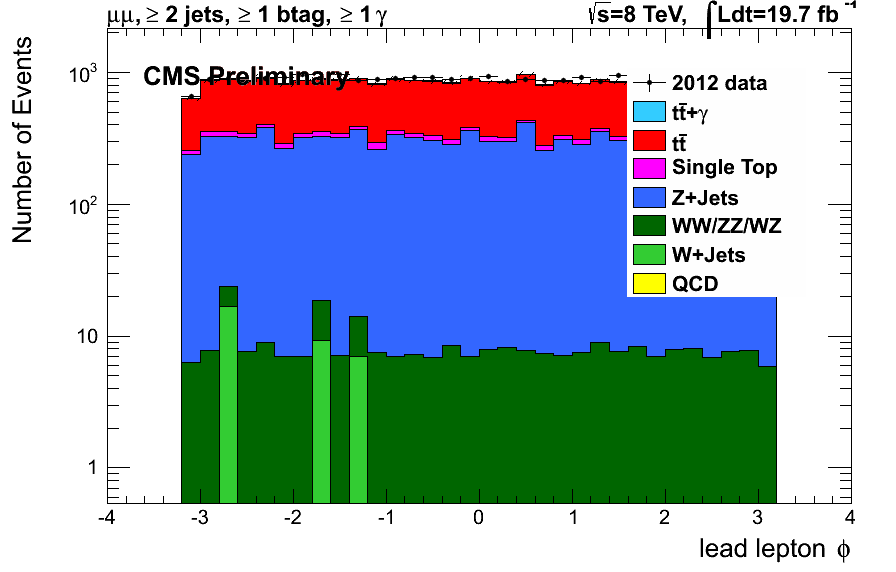 μμ, ≥ 2 jets, ≥ 1 btag, ≥ 1 γ
√s=8 TeV, ∫Ldt=19.7 fb⁻¹
CMS Preliminary
2012 data
tt̄+γ
tt̄
Single Top
Z+Jets
WW/ZZ/WZ
W+Jets
QCD
Number of Events
10³
10²
10
1
-4 -3 -2 -1 0 1 2 3 4
lead lepton ϕ